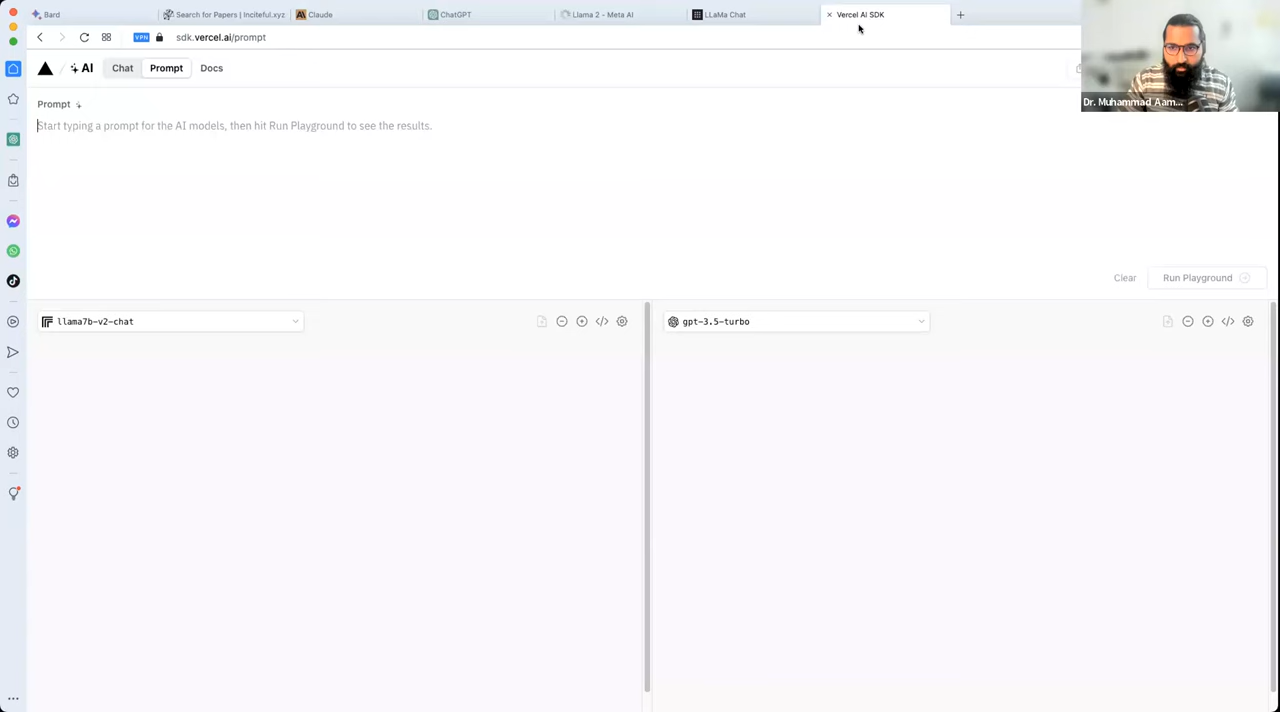 Bard
Search for Papers | Inciteful.xyz
Claude
ChatGPT
Llama 2 - Meta AI
LLaMa Chat
Vercel AI SDK
VPN
sdk.vercel.ai/prompt
AI
Chat
Prompt
Docs
Dr. Muhammad Aam...
Prompt
Start typing a prompt for the AI models, then hit Run Playground to see the results.
Clear
Run Playground
llama7b-v2-chat
gpt-3.5-turbo